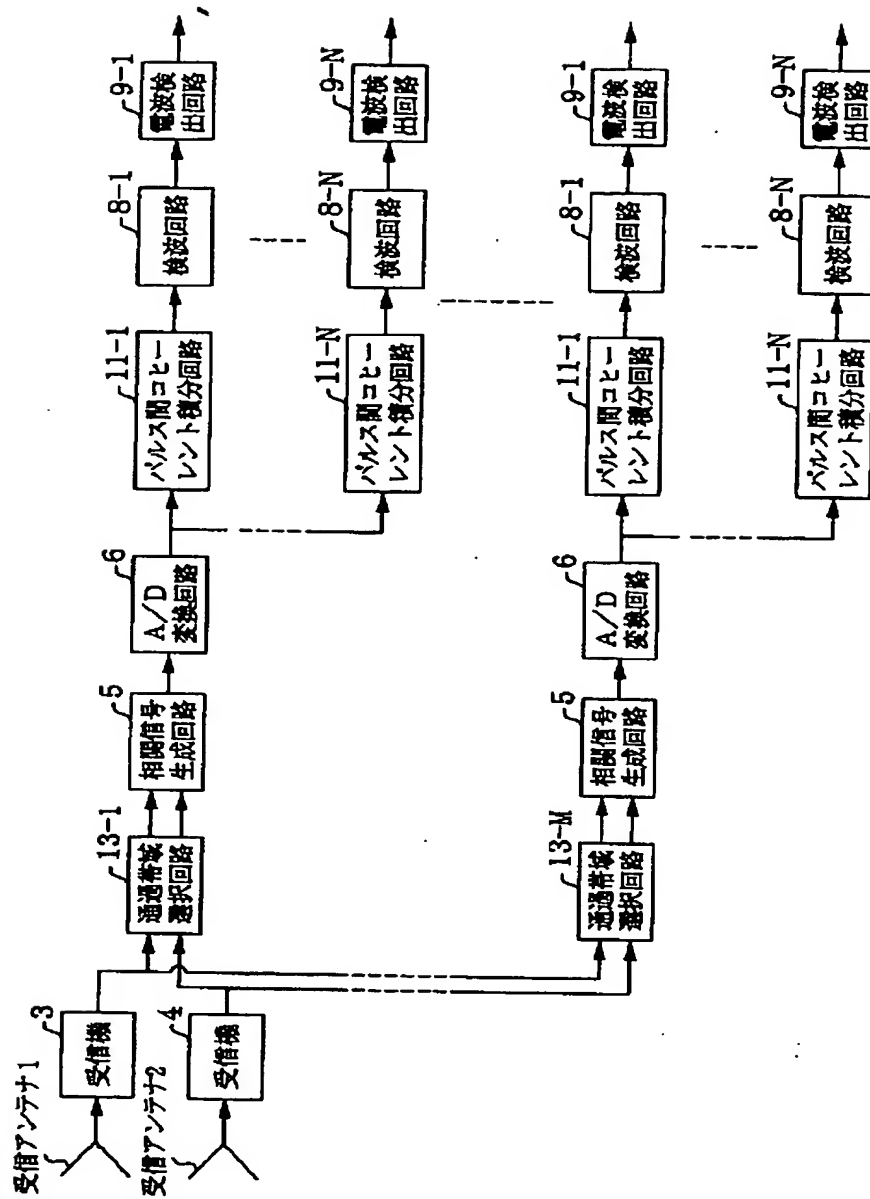 受信アンテナ1
3
受信機
受信アンテナ2
4
受信機
13-1
通過帯域
選択回路
5
相関信号
生成回路
6
A/D
変換回路
11-1
パルス間コヒー
レント積分回路
8-1
検波回路
9-1
電波検
出回路
11-N
パルス間コヒー
レント積分回路
8-N
検波回路
9-N
電波検
出回路
13-M
通過帯域
選択回路
5
相関信号
生成回路
6
A/D
変換回路
11-1
パルス間コヒー
レント積分回路
8-1
検波回路
9-1
電波検
出回路
11-N
パルス間コヒー
レント積分回路
8-N
検波回路
9-N
電波検
出回路